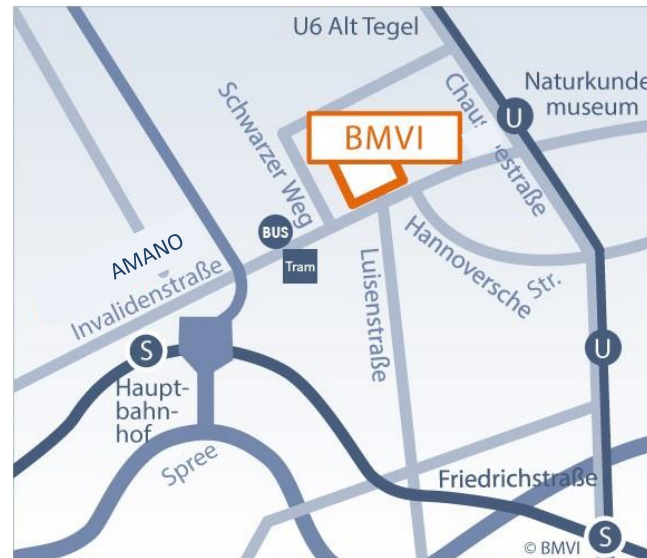 U6 Alt Tegel
Naturkunde
museum
U
Chaussestraße
Schwarzer Weg
BMVI
BUS
Tram
AMANO
Invalidenstraße
Luisenstraße
Hannoversche
Str.
S
Haupt-
bahn-
hof
U
Spree
Friedrichstraße
S
© BMVI